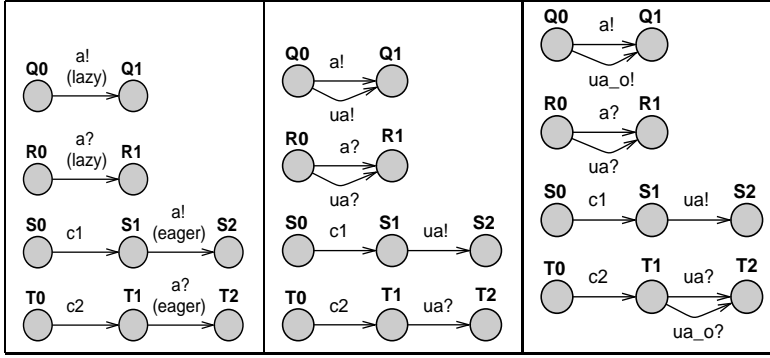 a!
Q0 (lazy) Q1
a?
R0 (lazy) R1
a!
S0 c1 S1 (eager) S2
a?
T0 c2 T1 (eager) T2
Q0 a! Q1
ua!
R0 a? R1
ua?
S0 c1 S1 ua! S2
T0 c2 T1 ua? T2
Q0 a! Q1
ua_o!
R0 a? R1
ua?
S0 c1 S1 ua! S2
T0 c2 T1 ua? T2
ua_o?